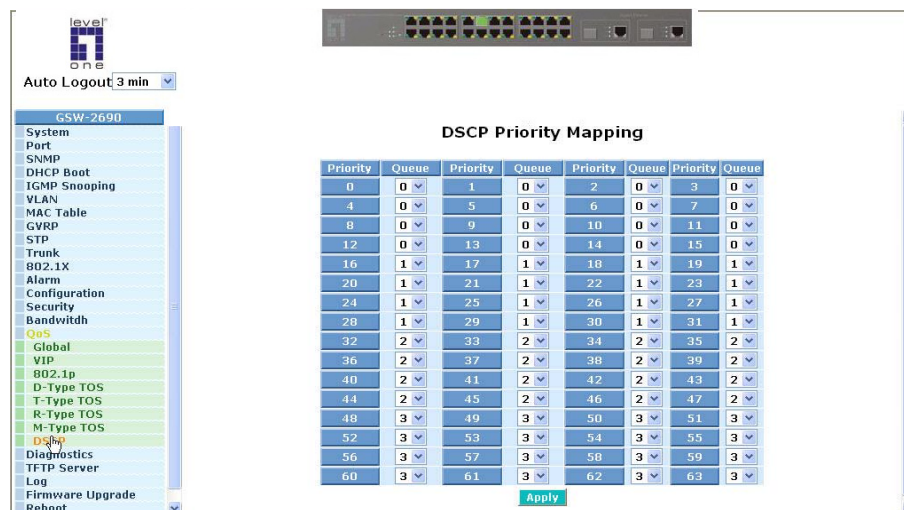 level
one
Auto Logout 3 min
GSW-2690
System
Port
SNMP
DHCP Boot
IGMP Snooping
VLAN
MAC Table
GVRP
STP
Trunk
802.1X
Alarm
Configuration
Security
Bandwitdh
QoS
Global
VIP
802.1p
D-Type TOS
T-Type TOS
R-Type TOS
M-Type TOS
DSCP
Diagnostics
TFTP Server
Log
Firmware Upgrade
Reboot
DSCP Priority Mapping
Priority Queue Priority Queue Priority Queue Priority Queue
0 0 1 0 2 0 3 0
4 0 5 0 6 0 7 0
8 0 9 0 10 0 11 0
12 0 13 0 14 0 15 0
16 1 17 1 18 1 19 1
20 1 21 1 22 1 23 1
24 1 25 1 26 1 27 1
28 1 29 1 30 1 31 1
32 2 33 2 34 2 35 2
36 2 37 2 38 2 39 2
40 2 41 2 42 2 43 2
44 2 45 2 46 2 47 2
48 3 49 3 50 3 51 3
52 3 53 3 54 3 55 3
56 3 57 3 58 3 59 3
60 3 61 3 62 3 63 3
Apply